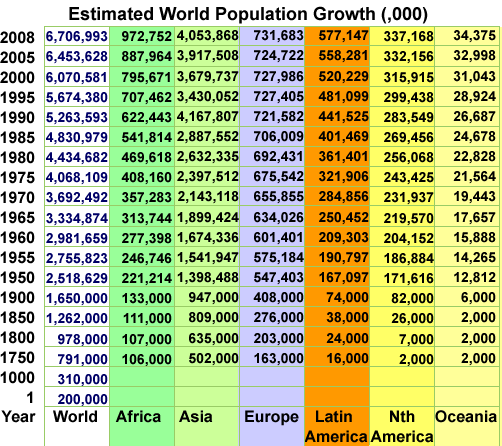 Estimated World Population Growth (,000)
2008 6,706,993 972,752 4,053,868 731,683 577,147 337,168 34,375
2005 6,453,628 887,964 3,917,508 724,722 558,281 332,156 32,998
2000 6,070,581 795,671 3,679,737 727,986 520,229 315,915 31,043
1995 5,674,380 707,462 3,430,052 727,405 481,099 299,438 28,924
1990 5,263,593 622,443 4,167,807 721,582 441,525 283,549 26,687
1985 4,830,979 541,814 2,887,552 706,009 401,469 269,456 24,678
1980 4,434,682 469,618 2,632,335 692,431 361,401 256,068 22,828
1975 4,068,109 408,160 2,397,512 675,542 321,906 243,425 21,564
1970 3,692,492 357,283 2,143,118 655,855 284,856 231,937 19,443
1965 3,334,874 313,744 1,899,424 634,026 250,452 219,570 17,657
1960 2,981,659 277,398 1,674,336 601,401 209,303 204,152 15,888
1955 2,755,823 246,746 1,541,947 575,184 190,797 186,884 14,265
1950 2,518,629 221,214 1,398,488 547,403 167,097 171,616 12,812
1900 1,650,000 133,000 947,000 408,000 74,000 82,000 6,000
1850 1,262,000 111,000 809,000 276,000 38,000 26,000 2,000
1800 978,000 107,000 635,000 203,000 24,000 7,000 2,000
1750 791,000 106,000 502,000 163,000 16,000 2,000 2,000
1000 310,000
1 200,000
Year World Africa Asia Europe Latin Nth Oceania
America America